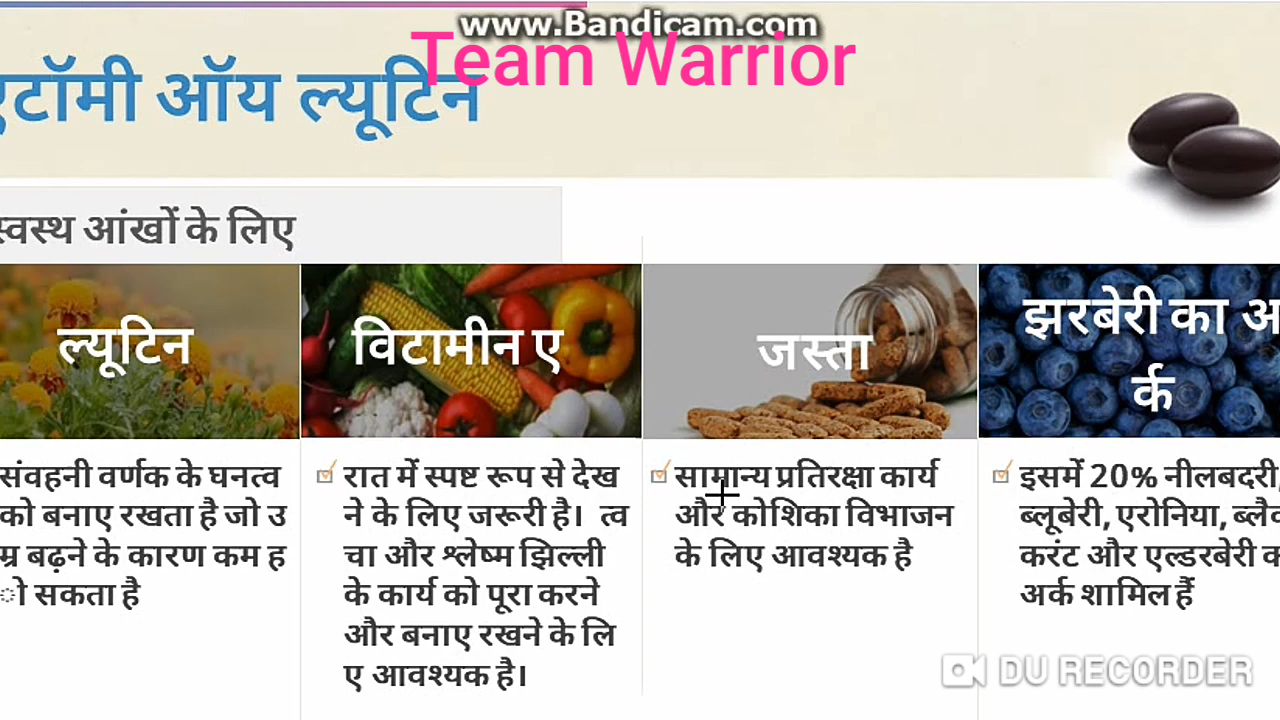 www.Bandicam.com
Team Warrior
एटॉमी ऑय ल्यूटिन
स्वस्थ आंखों के लिए
ल्यूटिन
विटामीन ए
जस्ता
झरबेरी का अ
र्क
संवहनी वर्णक के घनत्व
को बनाए रखता है जो उ
म्र बढ़ने के कारण कम ह
ो सकता है
रात में स्पष्ट रूप से देख
ने के लिए जरूरी है। त्व
चा और श्लेष्म झिल्ली
के कार्य को पूरा करने
और बनाए रखने के लि
ए आवश्यक है।
सामान्य प्रतिरक्षा कार्य
और कोशिका विभाजन
के लिए आवश्यक है
इसमें 20% नीलबदरी,
ब्लूबेरी, एरोनिया,
करंट और एल्डरबेरी
अर्क शामिल हैं
DU RECORDER